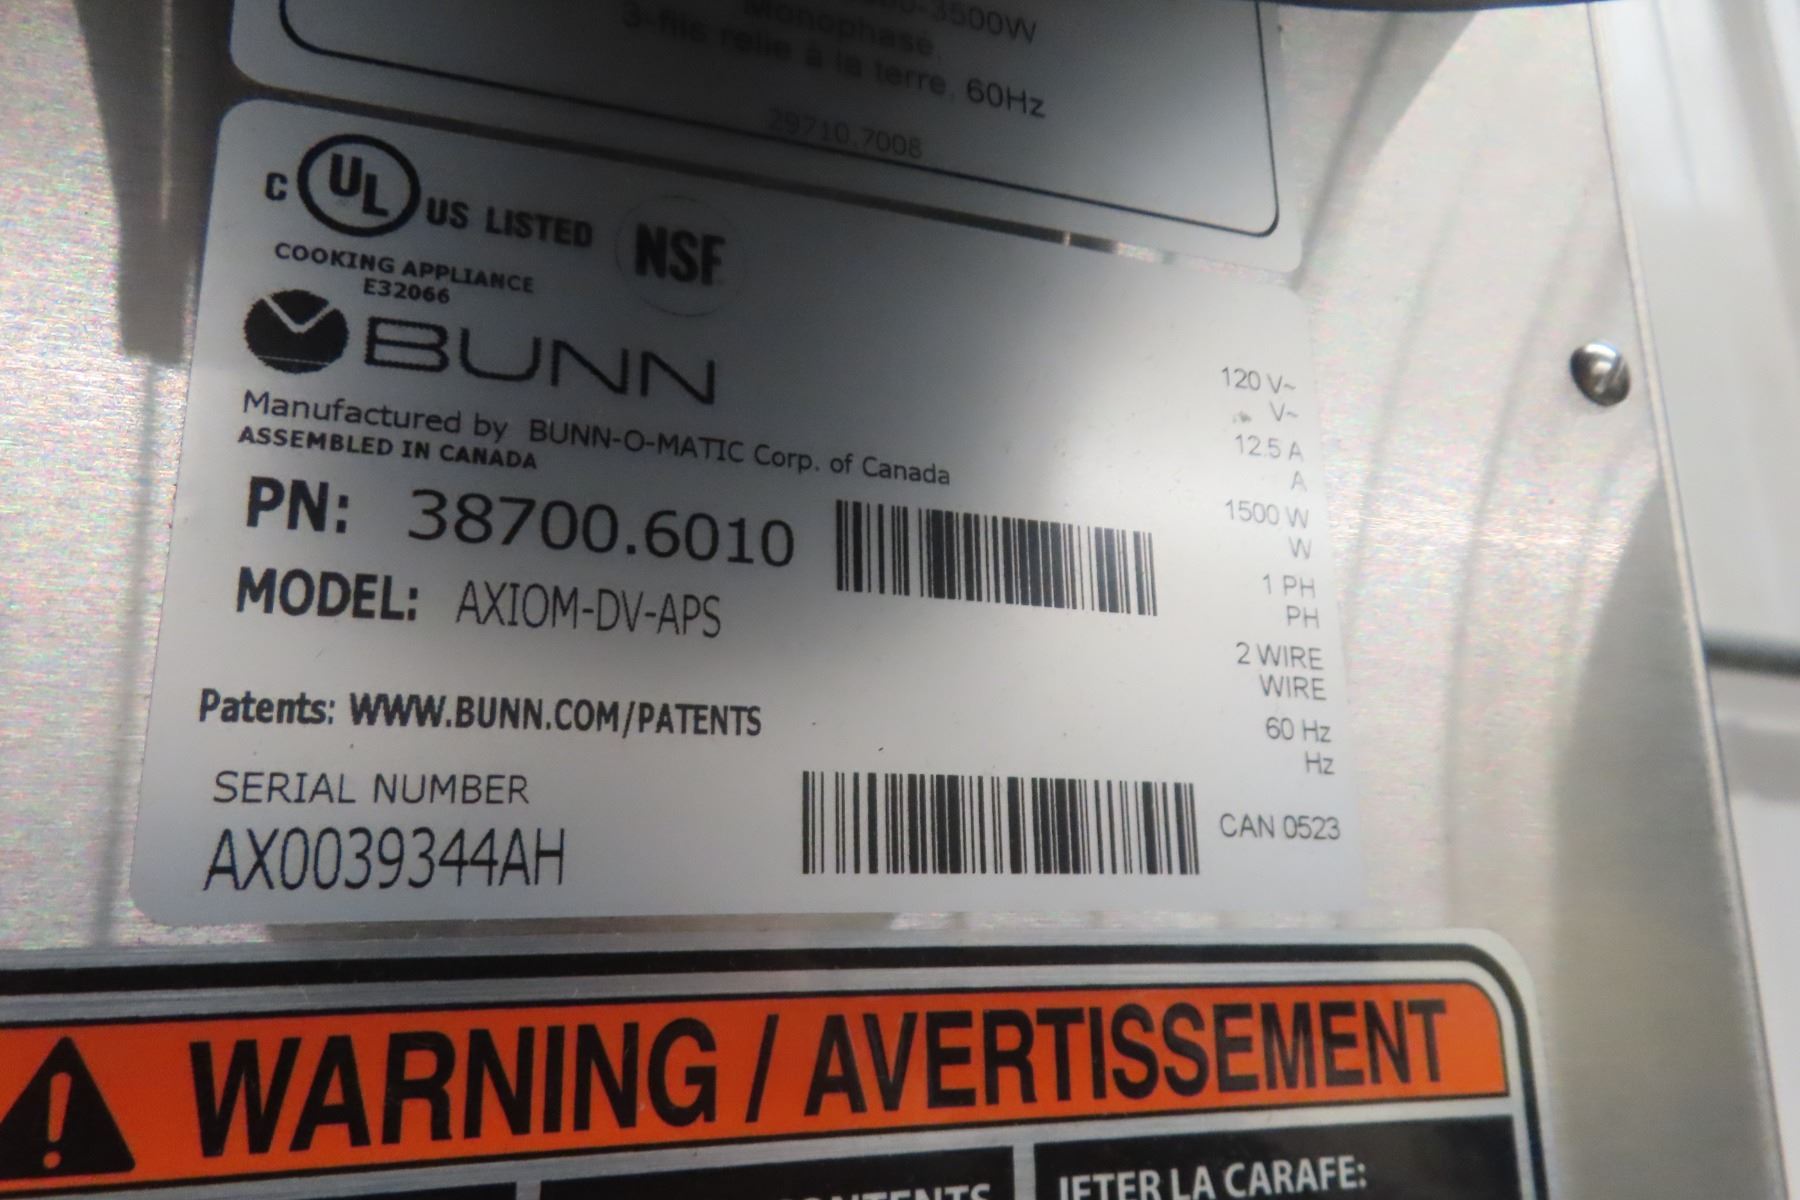 -3500W
Monophasé,
3-fils relié à la terre, 60Hz
29710.7008
C UL US LISTED NSF
COOKING APPLIANCE
E32066
BUNN
Manufactured by BUNN-O-MATIC Corp. of Canada
ASSEMBLED IN CANADA
PN: 38700.6010
MODEL: AXIOM-DV-APS
Patents: WWW.BUNN.COM/PATENTS
SERIAL NUMBER
AX0039344AH
120 V~
V~
12.5 A
A
1500 W
W
1 PH
PH
2 WIRE
WIRE
60 Hz
Hz
CAN 0523
WARNING / AVERTISSEMENT
JETER LA CARAFE: